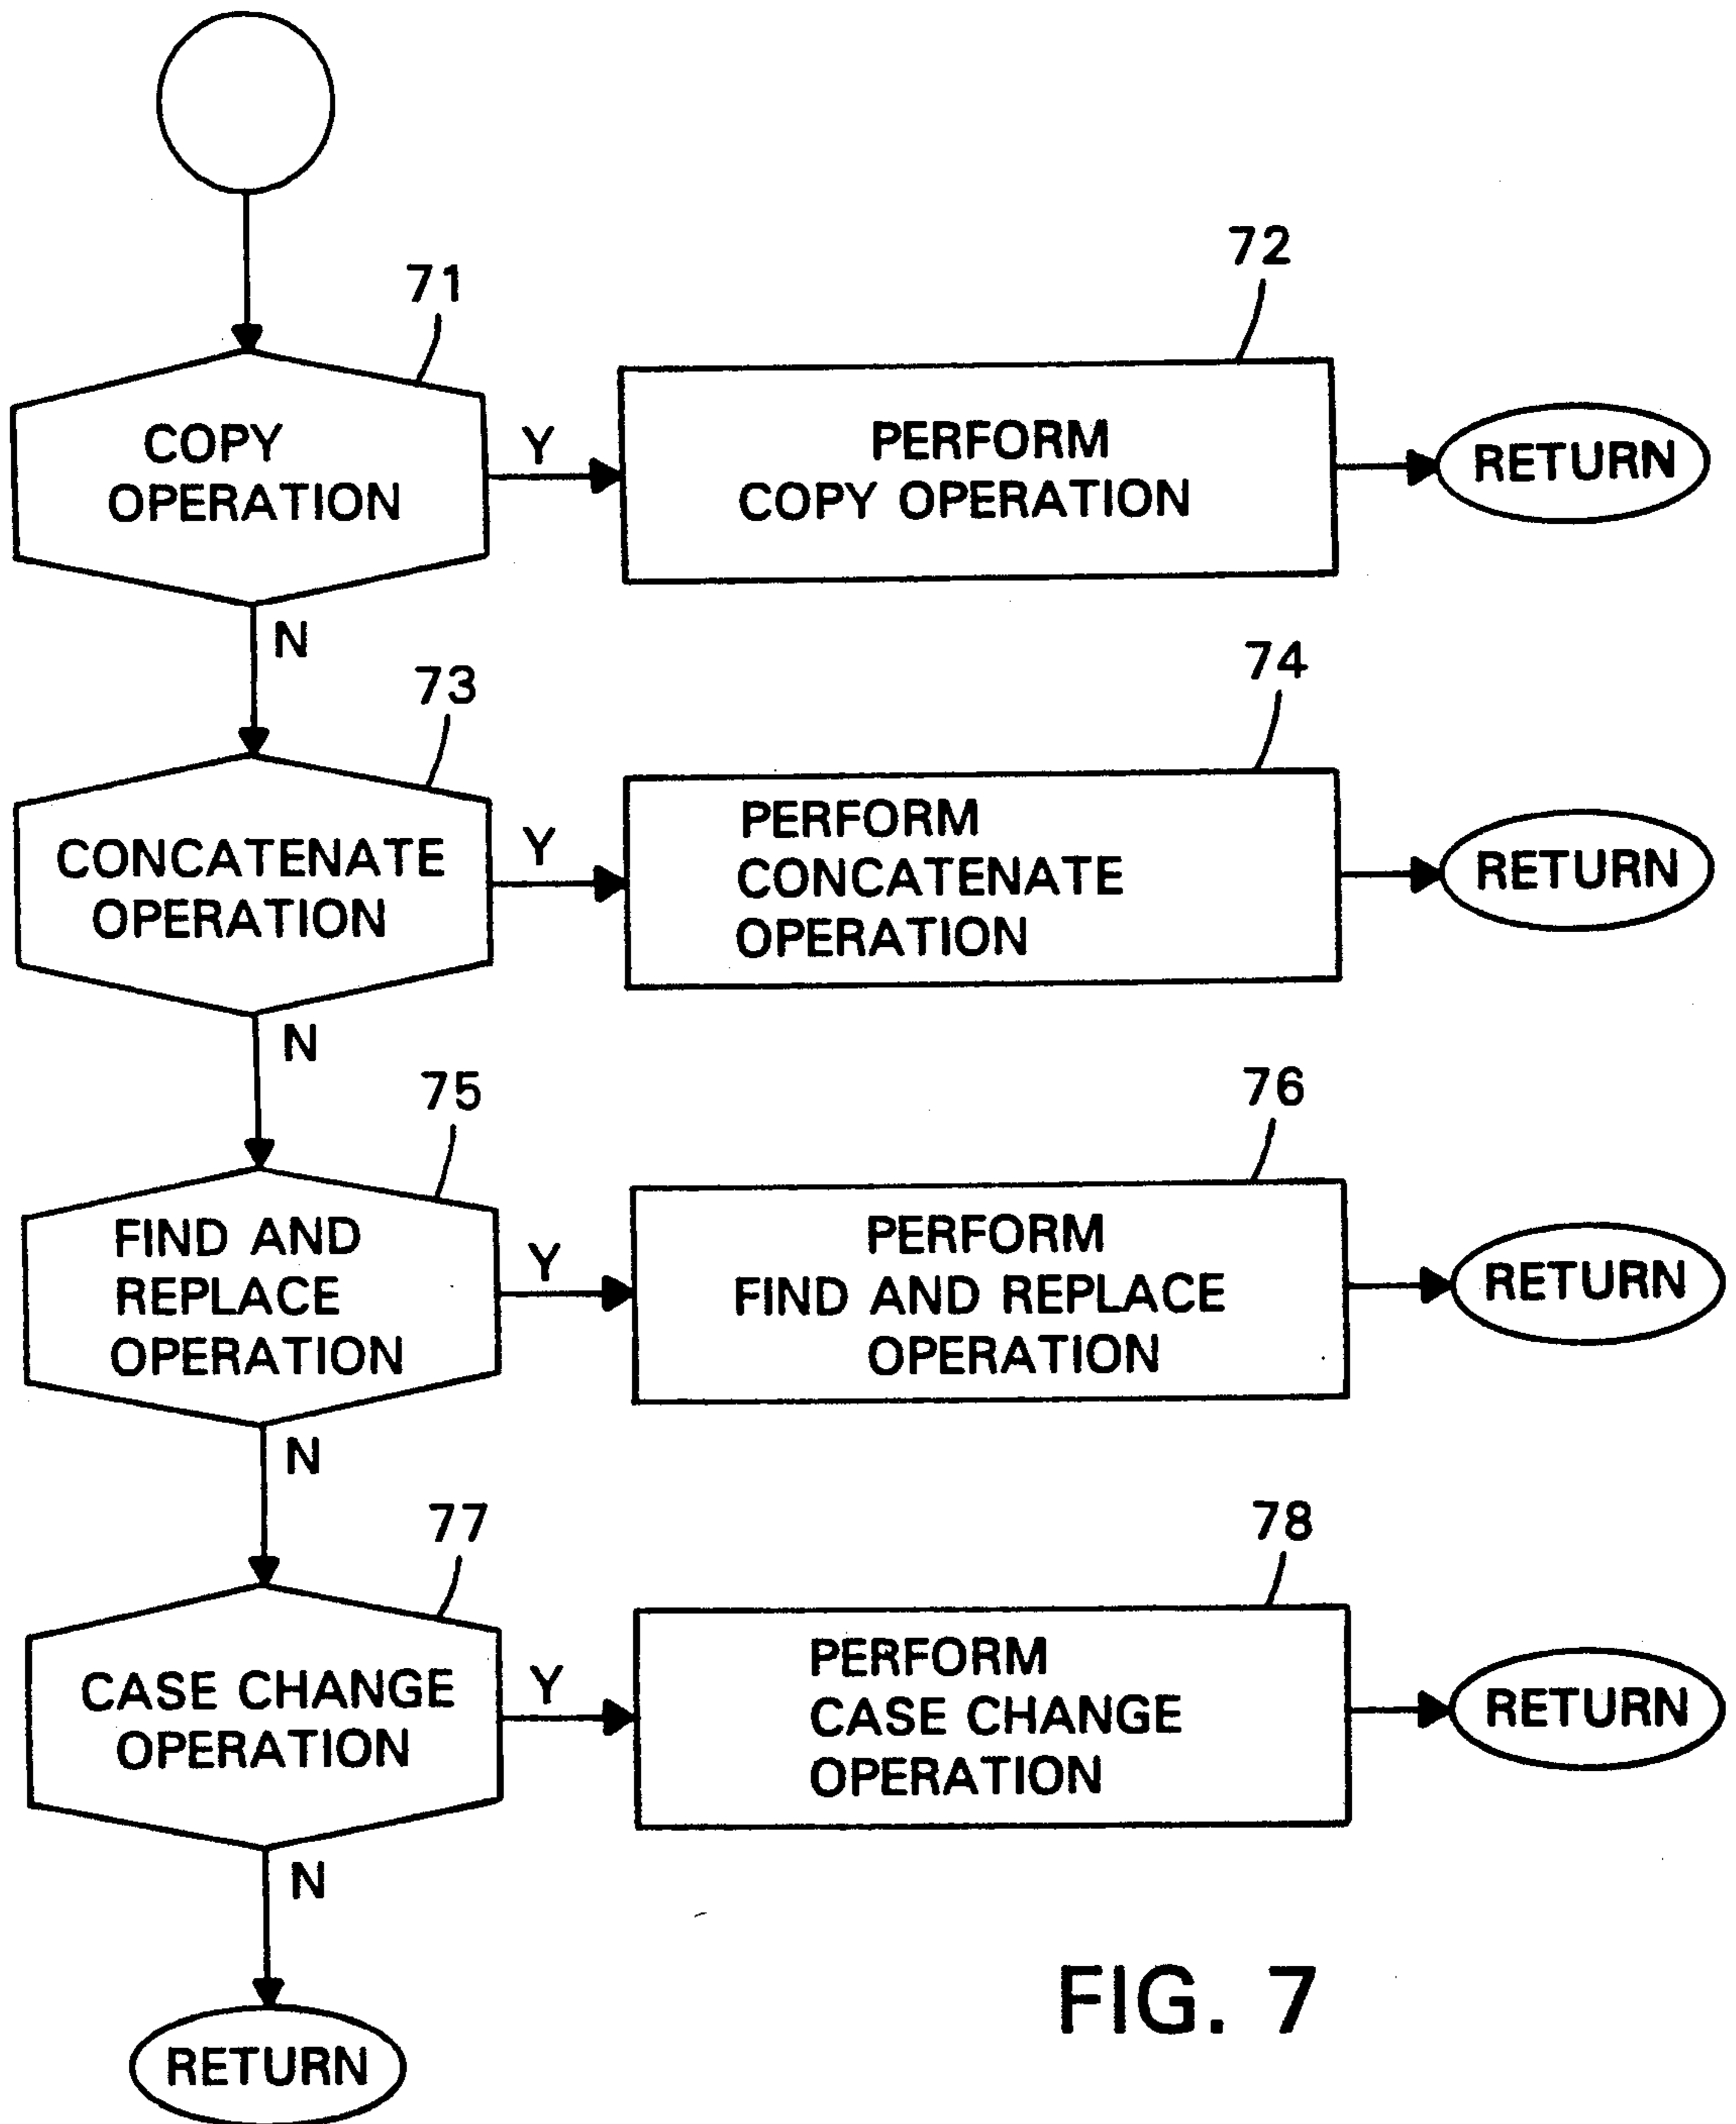 71
72
COPY
OPERATION
Y
PERFORM
COPY OPERATION
RETURN
N
73
74
CONCATENATE
OPERATION
Y
PERFORM
CONCATENATE
OPERATION
RETURN
N
75
76
FIND AND
REPLACE
OPERATION
Y
PERFORM
FIND AND REPLACE
OPERATION
RETURN
N
77
78
CASE CHANGE
OPERATION
Y
PERFORM
CASE CHANGE
OPERATION
RETURN
N
RETURN
FIG. 7